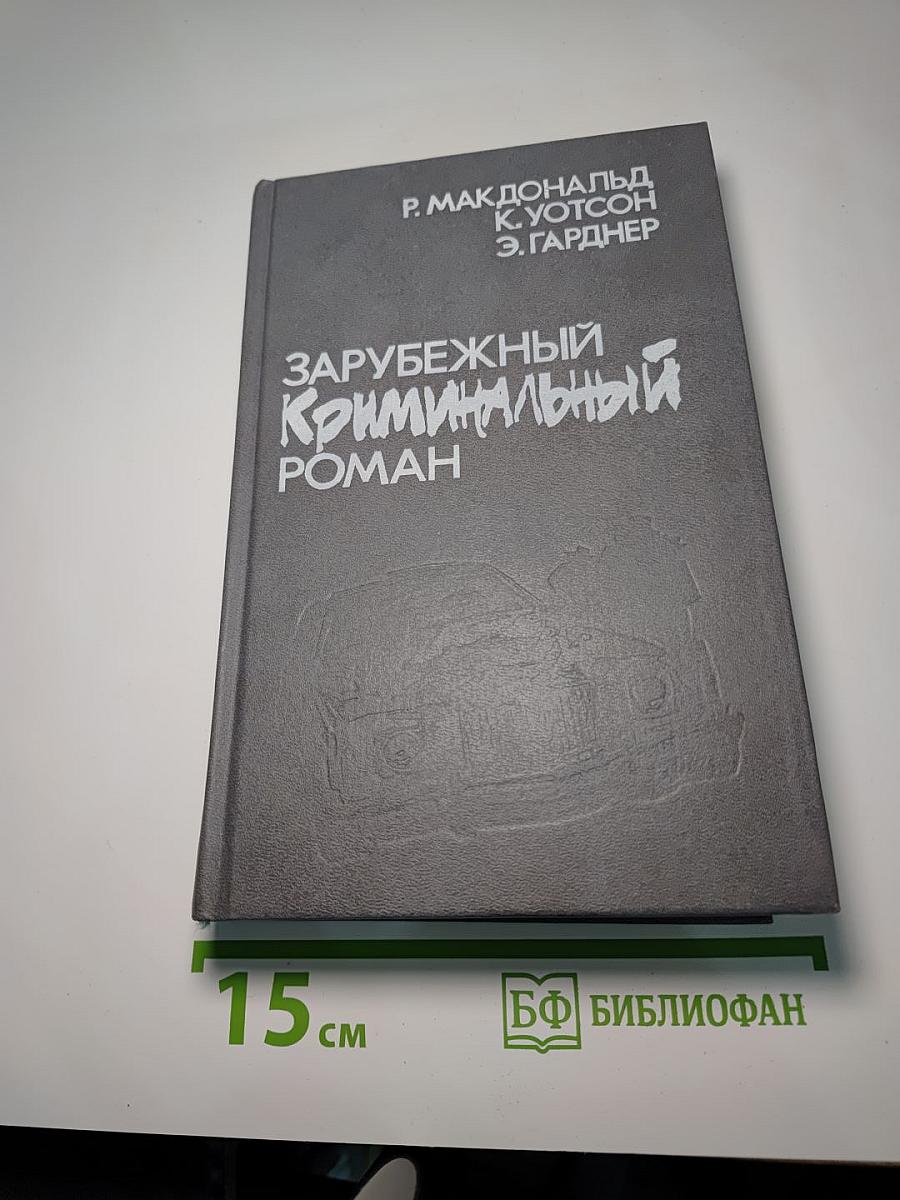 Р. МАКДОНАЛЬД
К. УОТСОН
Э. ГАРДНЕР
ЗАРУБЕЖНЫЙ
Криминальный
РОМАН
15 см
БФ БИБЛИОФАН